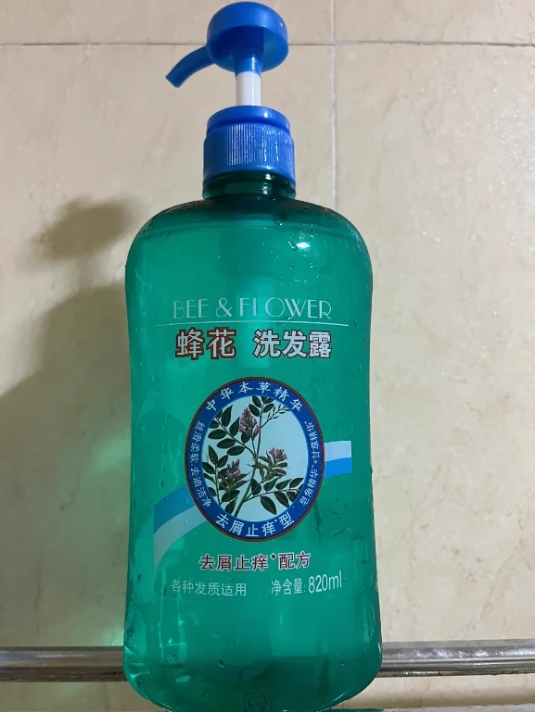 BEE & FLOWER
蜂花 洗发露
中华本草精华
去屑止痒型
去屑止痒*配方
各种发质适用 净含量:820ml